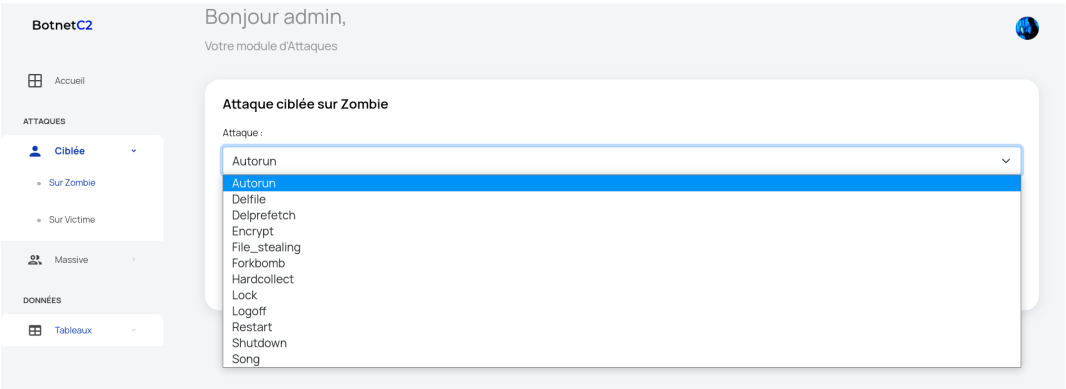 BotnetC2
Accueil
ATTAQUES
Ciblée
Sur Zombie
Sur Victime
Massive
DONNÉES
Tableaux
Bonjour admin,
Votre module d'Attaques
Attaque ciblée sur Zombie
Attaque :
Autorun
Autorun
Delfile
Delprefetch
Encrypt
File_stealing
Forkbomb
Hardcollect
Lock
Logoff
Restart
Shutdown
Song